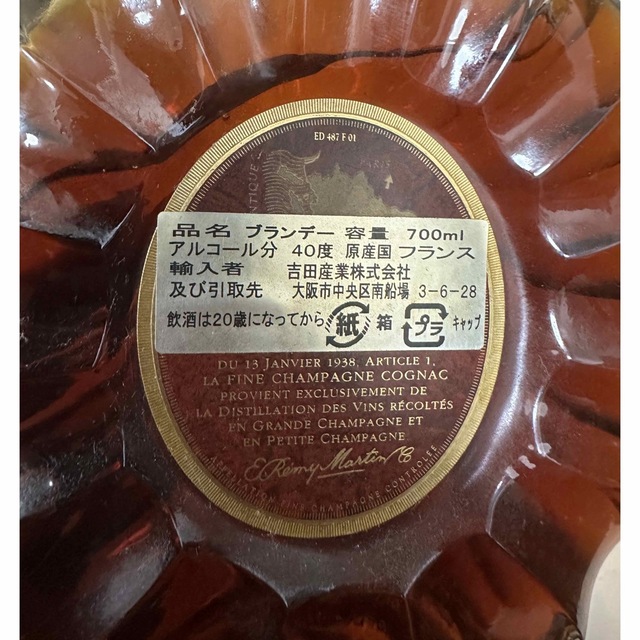 ED 487 F 01
PARIS
品名 ブランデー 容量 700ml
アルコール分 40度 原産国 フランス
輸入者 吉田産業株式会社
及び引取先 大阪市中央区南船場 3-6-28
飲酒は20歳になってから 紙 箱 プラ キャップ
DU 13 JANVIER 1938, ARTICLE 1,
LA FINE CHAMPAGNE COGNAC
PROVIENT EXCLUSIVEMENT DE
LA DISTILLATION DES VINS RÉCOLTÉS
EN GRANDE CHAMPAGNE ET
EN PETITE CHAMPAGNE
E. Remy Martin
CHAMPAGNE CONTROLÉE